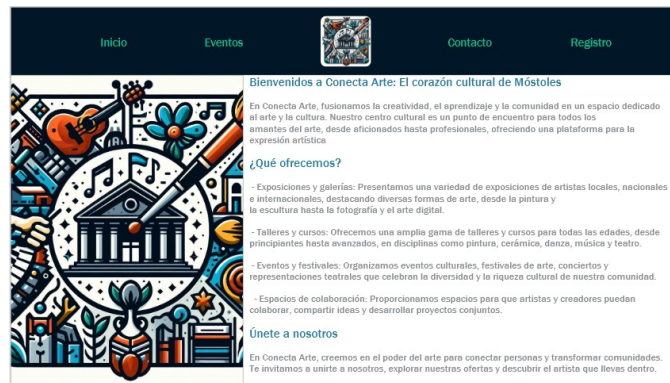 Inicio
Eventos
Contacto
Registro
Bienvenidos a Conecta Arte: El corazón cultural de Móstoles
En Conecta Arte, fusionamos la creatividad, el aprendizaje y la comunidad en un espacio dedicado
al arte y la cultura. Nuestro centro cultural es un punto de encuentro para todos los
amantes del arte, desde aficionados hasta profesionales, ofreciendo una plataforma para la
expresión artística
¿Qué ofrecemos?
- Exposiciones y galerías: Presentamos una variedad de exposiciones de artistas locales, nacionales
e internacionales, destacando diversas formas de arte, desde la pintura y
la escultura hasta la fotografía y el arte digital.
- Talleres y cursos: Ofrecemos una amplia gama de talleres y cursos para todas las edades, desde
principiantes hasta avanzados, en disciplinas como pintura, cerámica, danza, música y teatro.
- Eventos y festivales: Organizamos eventos culturales, festivales de arte, conciertos y
representaciones teatrales que celebran la diversidad y la riqueza cultural de nuestra comunidad.
- Espacios de colaboración: Proporcionamos espacios para que artistas y creadores puedan
colaborar, compartir ideas y desarrollar proyectos conjuntos.
Únete a nosotros
En Conecta Arte, creemos en el poder del arte para conectar personas y transformar comunidades.
Te invitamos a unirte a nosotros, explorar nuestras ofertas y descubrir el artista que llevas dentro.